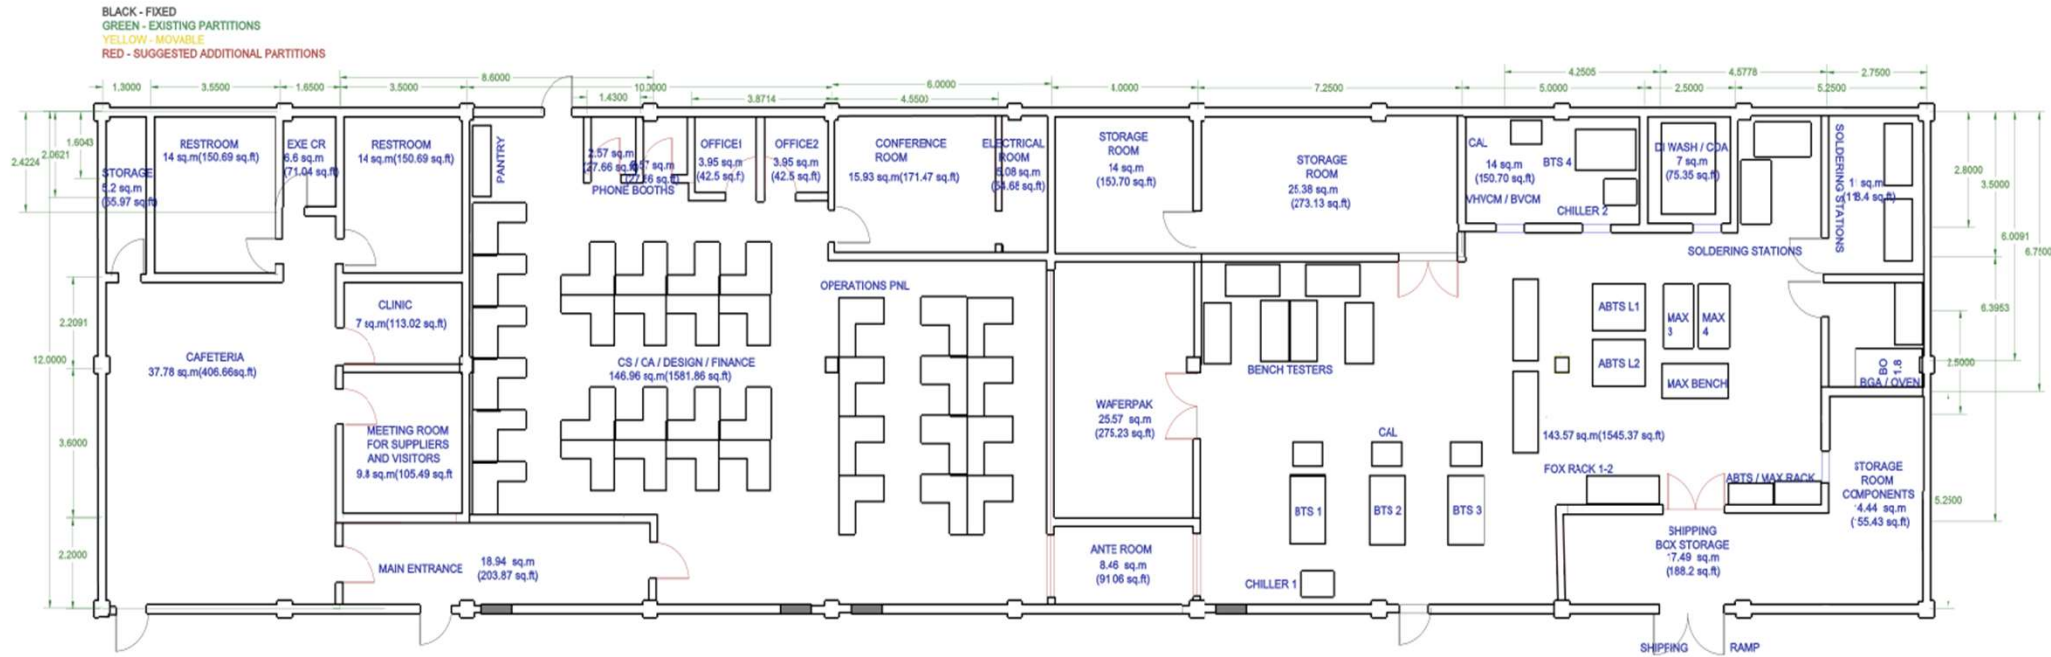 BLACK - FIXED
GREEN - EXISTING PARTITIONS
YELLOW - MOVABLE
RED - SUGGESTED ADDITIONAL PARTITIONS
8.6000
6.0000
4.2505
4.5778
2.7500
1.3000
3.5500
1.6500
3.5000
7.2500
5.0000
2.5000
5.2500
1.4300
3.8714
4.5500
2.4224
2.0621
1.6043
2.2091
12.0000
3.6000
2.2000
2.8000
3.5000
6.0091
6.7500
6.3953
2.5000
5.2500
STORAGE
5.2 sq.m
(55.97 sq.ft)
RESTROOM
14 sq.m(150.69 sq.ft)
EXE CR
6.6 sq.m
(71.04 sq.ft)
RESTROOM
14 sq.m(150.69 sq.ft)
PANTRY
2.57 sq.m
PHONE BOOTHS
OFFICE1
3.95 sq.m
(42.5 sq.f)
OFFICE2
3.95 sq.m
(42.5 sq.ft)
CONFERENCE
ROOM
15.93 sq.m(171.47 sq.ft)
ELECTRICAL
ROOM
STORAGE
ROOM
14 sq.m
STORAGE
ROOM
25.38 sq.m
(273.13 sq.ft)
CAL
14 sq.m
(150.70 sq.ft)
VHVCM / BVCM
BTS 4
CHILLER 2
DI WASH / CDA
7 sq.m
(75.35 sq.ft)
SOLDERING STATIONS
SOLDERING STATIONS
CLINIC
7 sq.m(113.02 sq.ft)
CAFETERIA
37.78 sq.m(406.66sq.ft)
MEETING ROOM
FOR SUPPLIERS
AND VISITORS
9.8 sq.m(105.49 sq.ft
CS / CA / DESIGN / FINANCE
146.96 sq.m(1581.86 sq.ft)
OPERATIONS PNL
WAFERPAK
25.57 sq.m
(275.23 sq.ft)
BENCH TESTERS
CAL
BTS 1
BTS 2
BTS 3
CHILLER 1
ABTS L1
ABTS L2
MAX
3
MAX
4
MAX BENCH
BO
1.8
BGA / OVEN
143.57 sq.m(1545.37 sq.ft)
FOX RACK 1-2
ABTS / MAX RACK
STORAGE
ROOM
COMPONENTS
MAIN ENTRANCE
18.94 sq.m
(203.87 sq.ft)
ANTE ROOM
8.46 sq.m
(91.06 sq.ft)
SHIPPING
BOX STORAGE
(188.2 sq.ft)
SHIPPING
RAMP